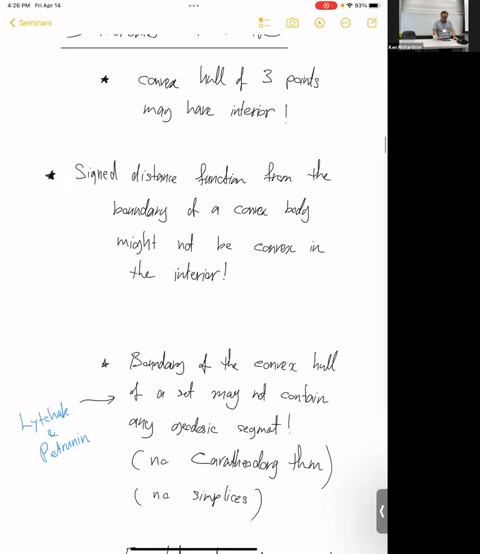 4:26 PM Fri Apr 14
93%
Seminars
Ken Richardson
* convex hull of 3 points
may have interior!
* Signed distance function from the
boundary of a convex body
might not be convex in
the interior!
* Boundary of the convex hull
of a set may not contain
any geodesic segmat!
(no Caratheodory thm)
(no simplices)
Lytchak
&
Petrunin